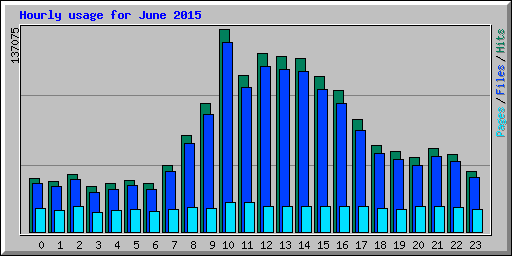 Hourly usage for June 2015
137075
Pages/Files/Hits
0 1 2 3 4 5 6 7 8 9 10 11 12 13 14 15 16 17 18 19 20 21 22 23